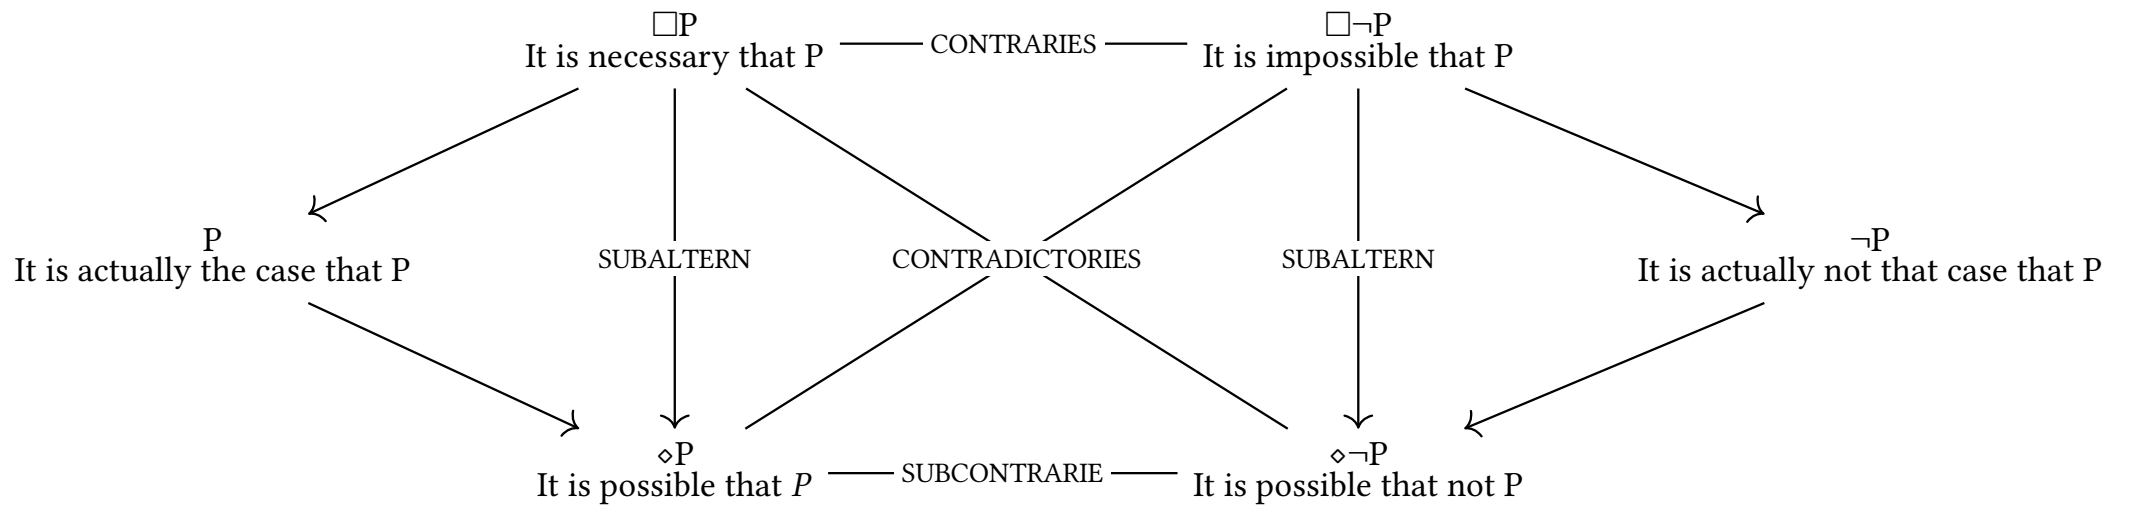 □P
It is necessary that P
CONTRARIES
□¬P
It is impossible that P
P
It is actually the case that P
SUBALTERN
CONTRADICTORIES
SUBALTERN
¬P
It is actually not that case that P
⋄P
It is possible that P
SUBCONTRARIE
⋄¬P
It is possible that not P